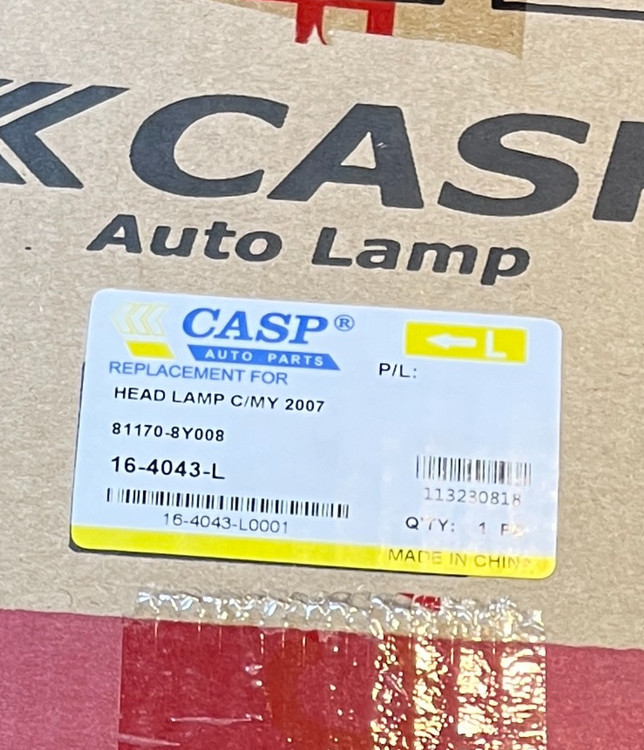 CASP
Auto Lamp
CASP®
AUTO PARTS
L
REPLACEMENT FOR
P/L:
HEAD LAMP C/MY 2007
81170-8Y008
16-4043-L
113230818
16-4043-L0001
Q'TY: 1
MADE IN CHINA